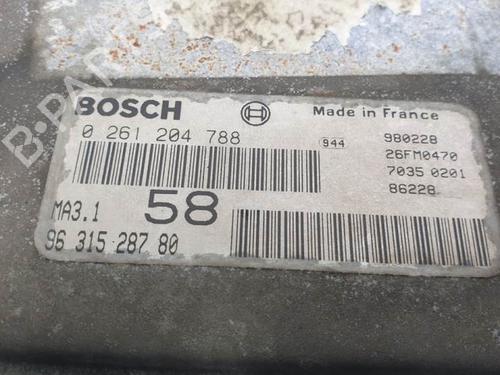 BOSCH
Made in France
0 261 204 788
944
980228
26FM0470
7035 0201
86228
MA3.1
58
96 315 287 80
B-PARTS